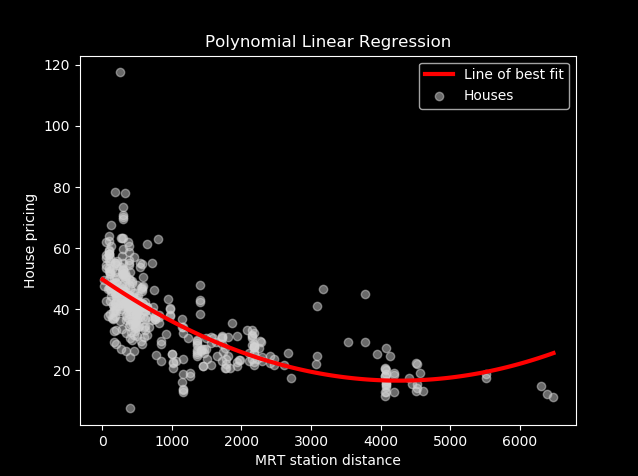 Polynomial Linear Regression
Line of best fit
Houses
120
100
80
60
40
20
House pricing
0
1000
2000
3000
4000
5000
6000
MRT station distance